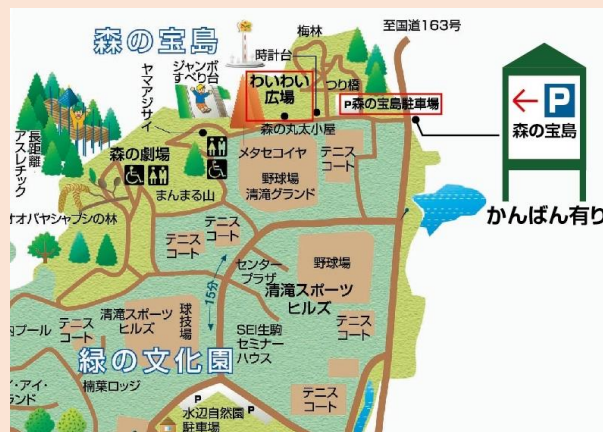 至国道163号
梅林
森の宝島
時計台
ジャンボ
すべり台
わいわい
広場
つり橋
ヤマアジサイ
P森の宝島駐車場
← P
森の宝島
かんばん有り
長距離
アスレチック
森の丸太小屋
森の劇場
メタセコイヤ
テニス
コート
野球場
清滝グランド
まんまる山
オオバヤシャブシの林
テニス
コート
テニス
コート
センター
プラザ
野球場
15分
清滝スポーツ
ヒルズ
清滝スポーツ
ヒルズ
球技場
テニス
コート
プール
SEI生駒
セミナー
ハウス
テニス
コート
緑の文化園
イ・アイ・
ランド
楠葉ロッジ
テニス
コート
P
P
水辺自然園
駐車場